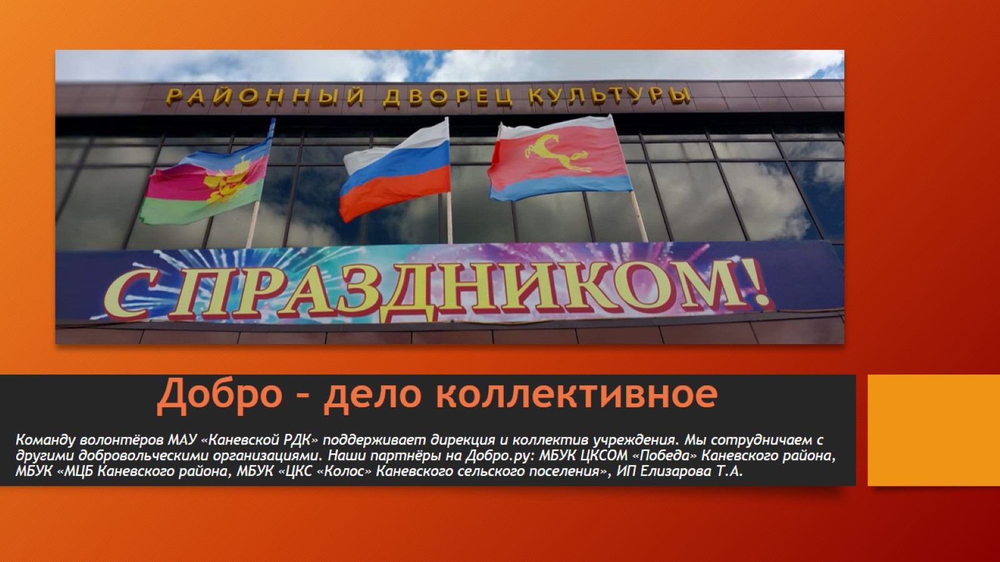 РАЙОННЫЙ ДВОРЕЦ КУЛЬТУРЫ
С ПРАЗДНИКОМ!
Добро – дело коллективное
Команду волонтёров МАУ «Каневской РДК» поддерживает дирекция и коллектив учреждения. Мы сотрудничаем с
другими добровольческими организациями. Наши партнёры на Добро.ру: МБУК ЦКСОМ «Победа» Каневского района,
МБУК «МЦБ Каневского района, МБУК «ЦКС «Колос» Каневского сельского поселения», ИП Елизарова Т.А.